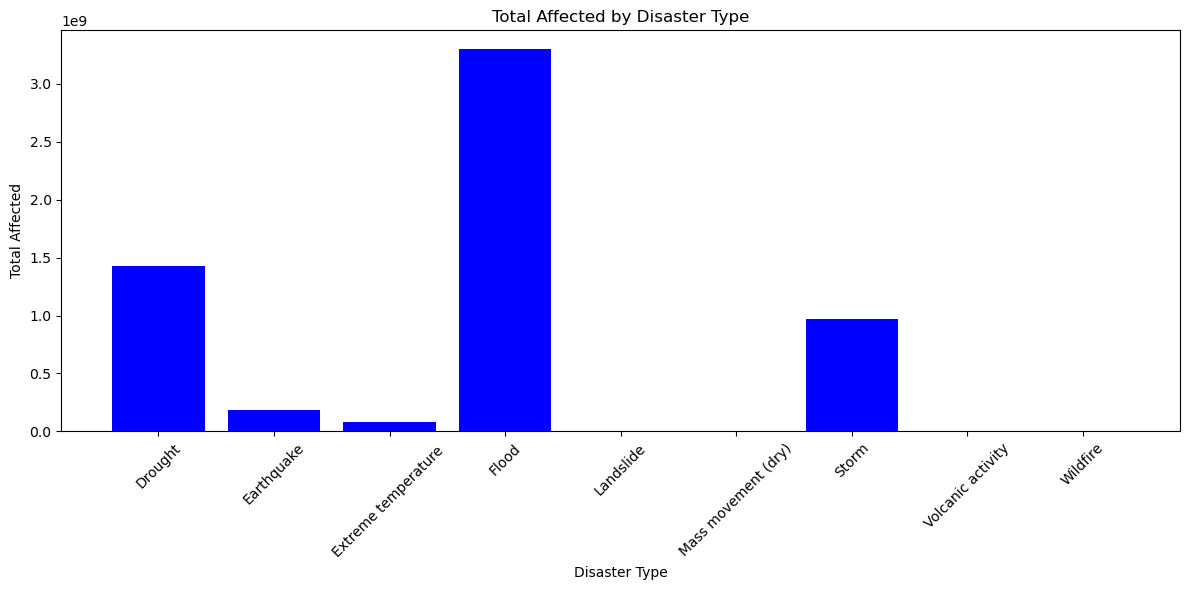 Total Affected by Disaster Type
1e9
3.0
2.5
2.0
1.5
1.0
0.5
0.0
Total Affected
Drought
Earthquake
Extreme temperature
Flood
Landslide
Mass movement (dry)
Storm
Volcanic activity
Wildfire
Disaster Type